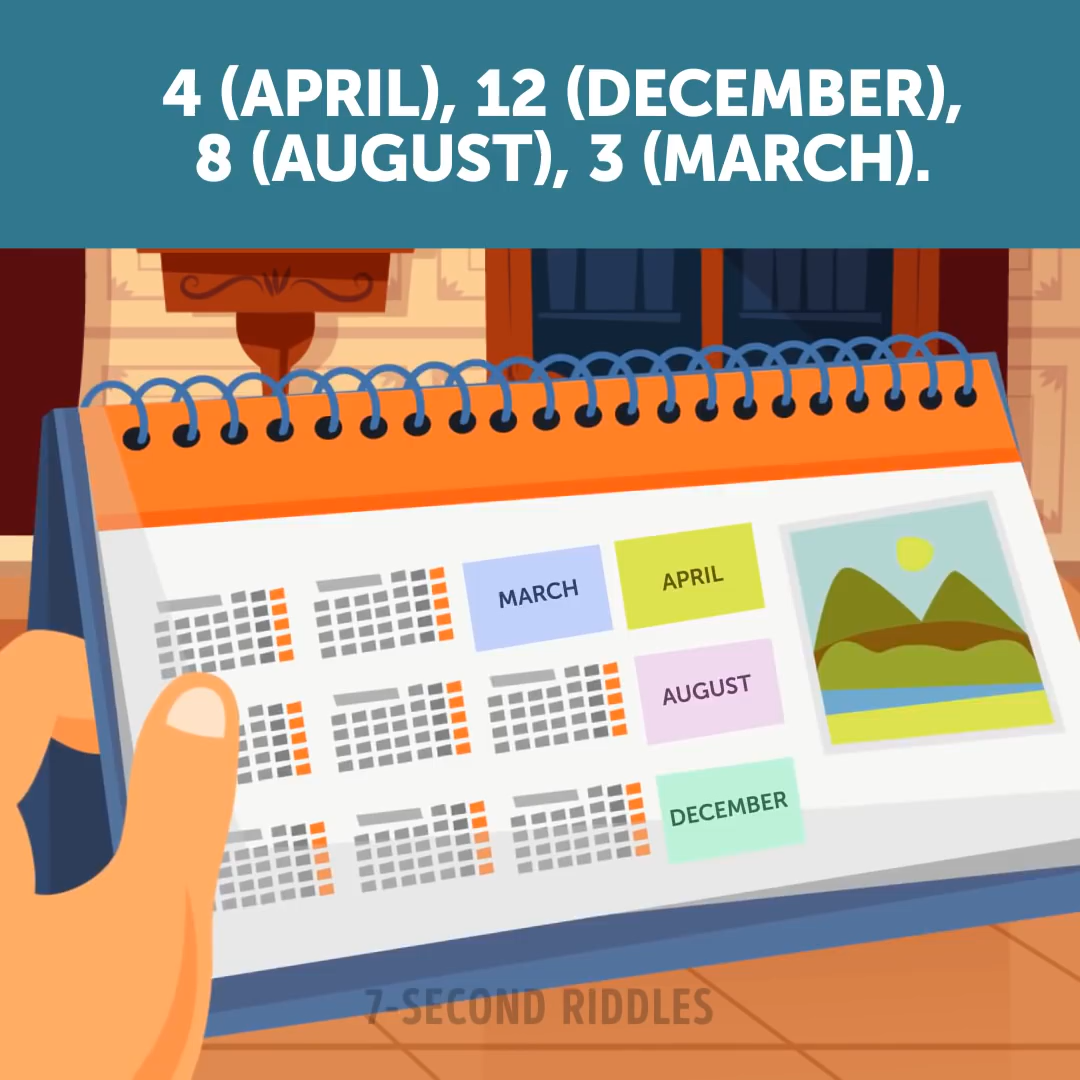 4 (APRIL), 12 (DECEMBER),
8 (AUGUST), 3 (MARCH).
MARCH
APRIL
AUGUST
DECEMBER
7-SECOND RIDDLES